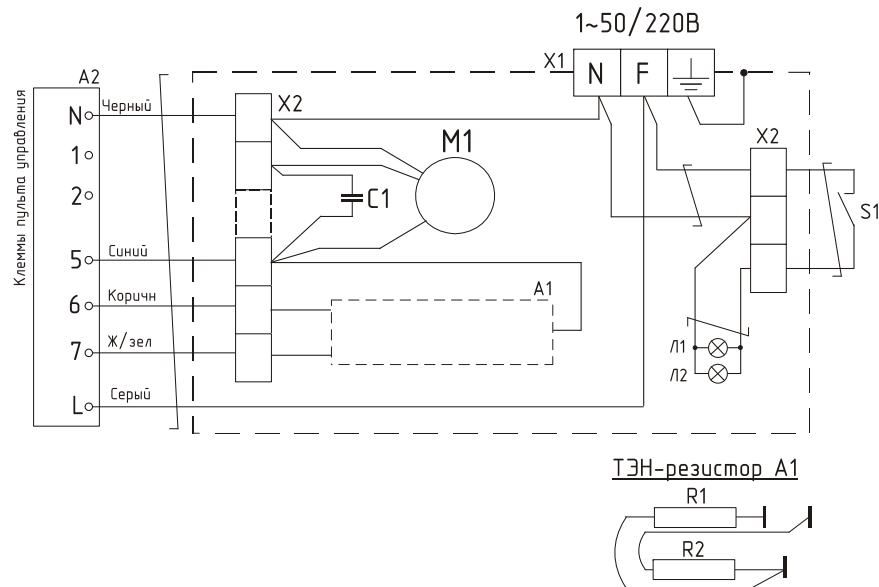 1~50/220В
X1
N
F
A2
Клеммы пульта управления
N
Черный
X2
1
2
M1
C1
X2
S1
5
Синий
6
Коричн
A1
7
Ж/зел
Л1
Л2
L
Серый
ТЭН-резистор А1
R1
R2